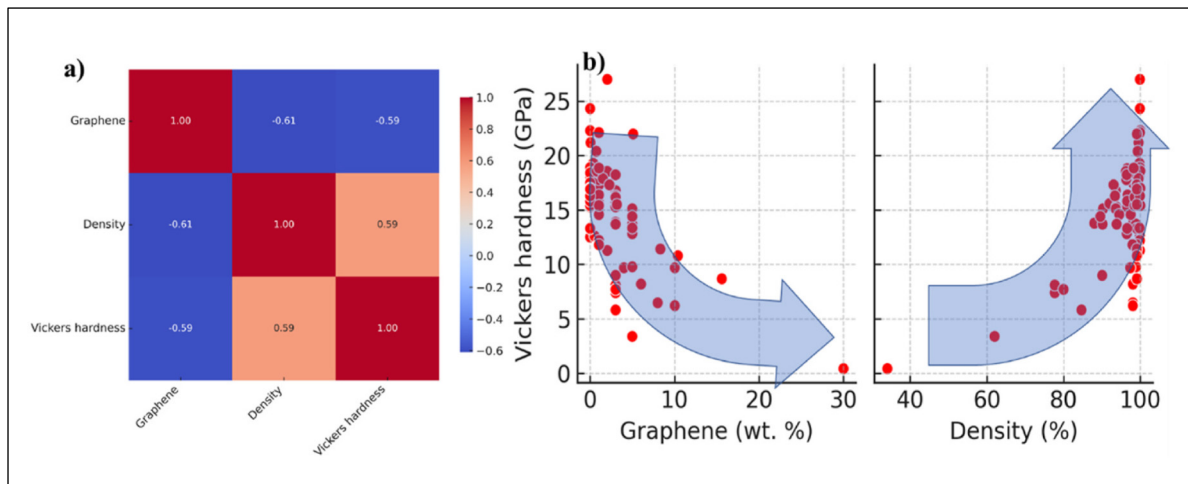 a)
Graphene
Density
Vickers hardness
1.00 -0.61 -0.59
-0.61 1.00 0.59
-0.59 0.59 1.00
Graphene
Density
Vickers hardness
1.0
0.8
0.6
0.4
0.2
0.0
-0.2
-0.4
-0.6
b)
Vickers hardness (GPa)
25
20
15
10
5
0
0 10 20 30
Graphene (wt. %)
40 60 80 100
Density (%)